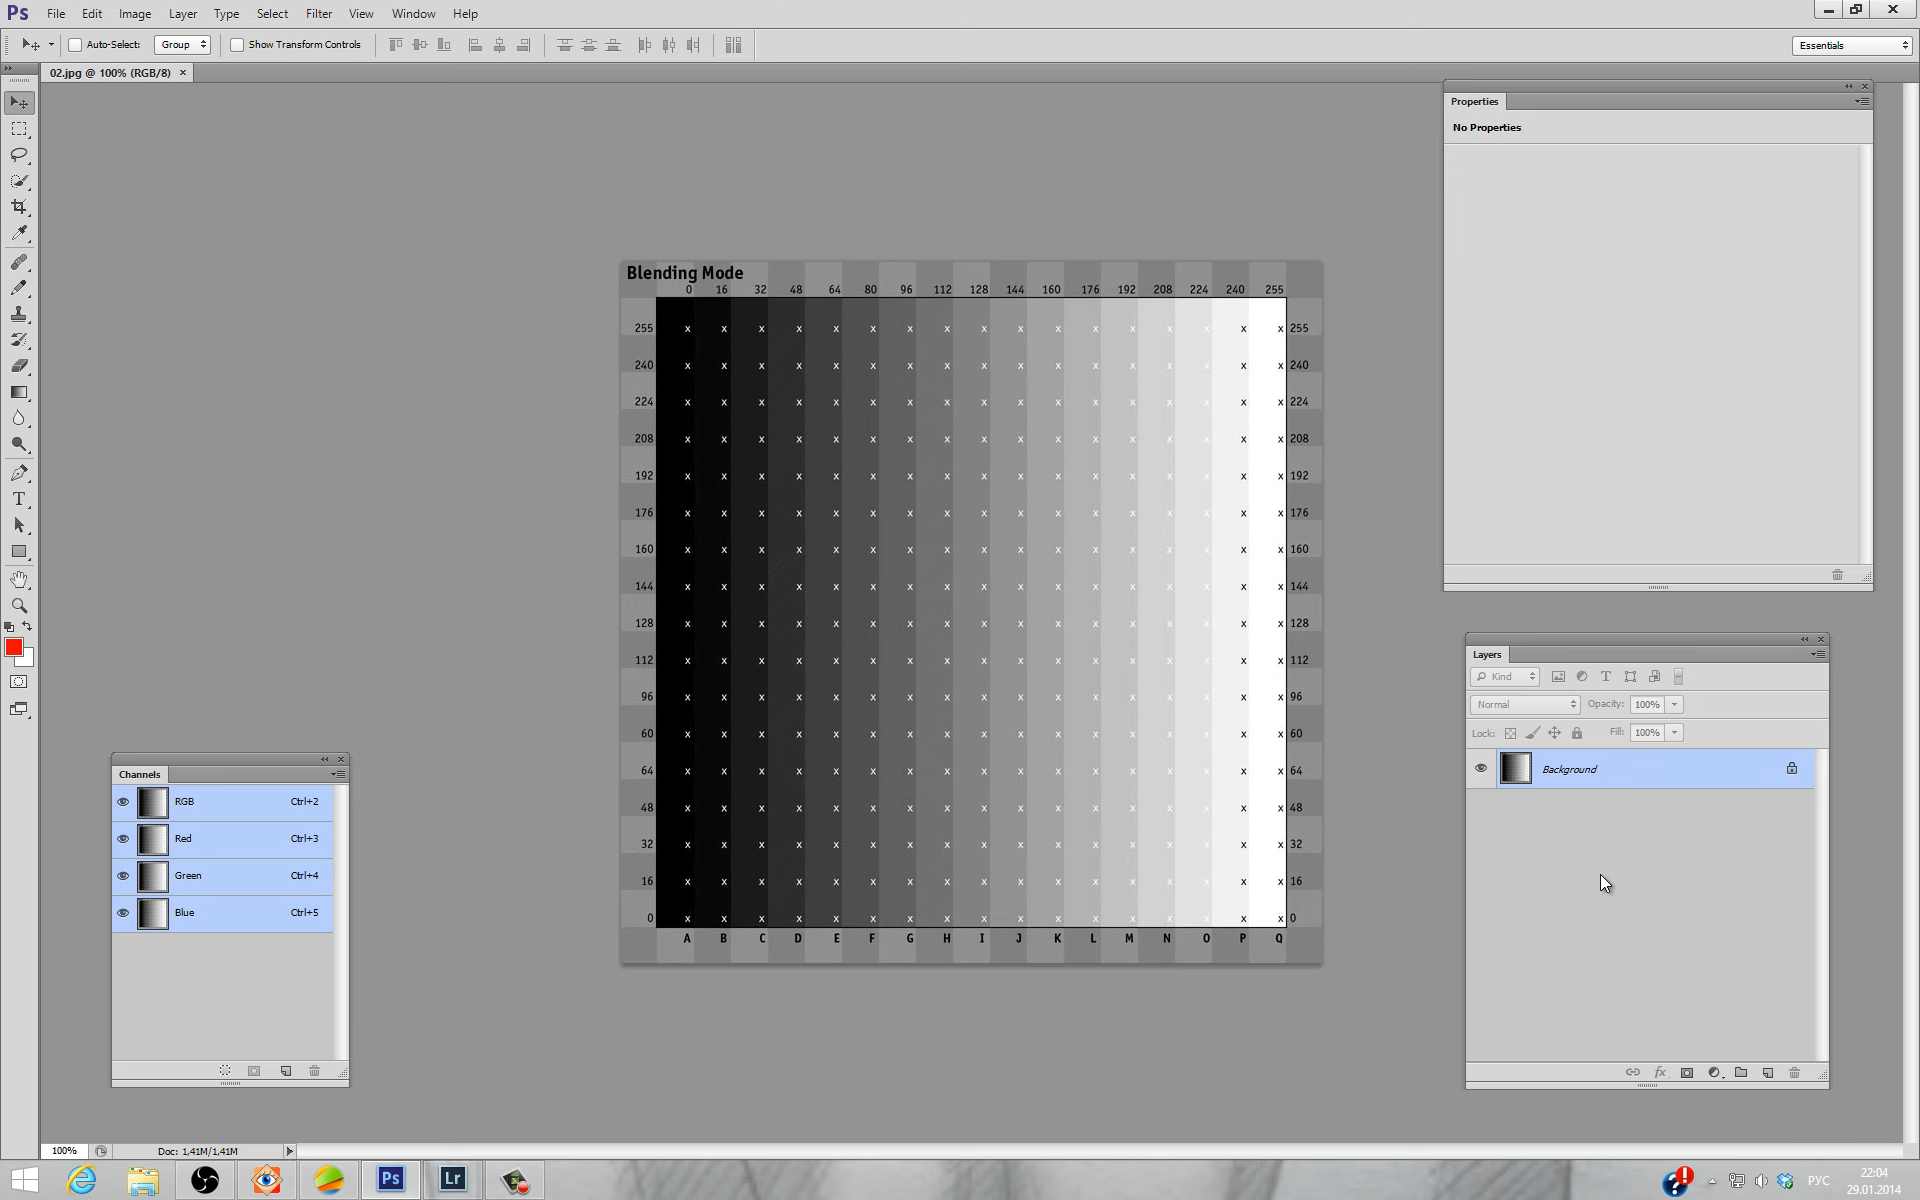 Ps File Edit Image Layer Type Select Filter View Window Help
Auto-Select: Group Show Transform Controls Essentials
02.jpg @ 100% (RGB/8) ×
Properties
No Properties
Blending Mode
0 16 32 48 64 80 96 112 128 144 160 176 192 208 224 240 255
255 x x x x x x x x x x x x x x x x x 255
240 x x x x x x x x x x x x x x x x x 240
224 x x x x x x x x x x x x x x x x x 224
208 x x x x x x x x x x x x x x x x x 208
192 x x x x x x x x x x x x x x x x x 192
176 x x x x x x x x x x x x x x x x x 176
160 x x x x x x x x x x x x x x x x x 160
144 x x x x x x x x x x x x x x x x x 144
128 x x x x x x x x x x x x x x x x x 128
112 x x x x x x x x x x x x x x x x x 112
96 x x x x x x x x x x x x x x x x x 96
60 x x x x x x x x x x x x x x x x x 60
64 x x x x x x x x x x x x x x x x x 64
48 x x x x x x x x x x x x x x x x x 48
32 x x x x x x x x x x x x x x x x x 32
16 x x x x x x x x x x x x x x x x x 16
0 x x x x x x x x x x x x x x x x x 0
A B C D E F G H I J K L M N O P Q
Layers
Kind
Normal Opacity: 100%
Lock: Fill: 100%
Background
fx
Channels
RGB Ctrl+2
Red Ctrl+3
Green Ctrl+4
Blue Ctrl+5
100% Doc: 1,41M/1,41M
Ps Lr
РУС
22:04
29.01.2014